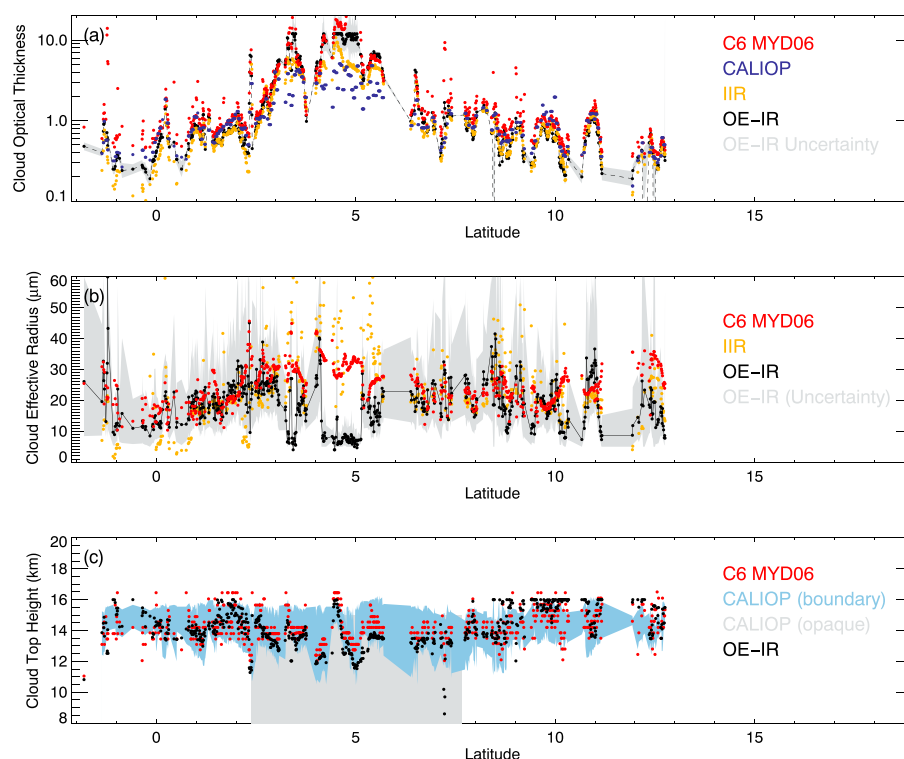 (a)
Cloud Optical Thickness
10.0
1.0
0.1
C6 MYD06
CALIOP
IIR
OE−IR
OE−IR Uncertainty
0 5 10 15
Latitude
(b)
Cloud Effective Radius (μm)
60
50
40
30
20
10
0
C6 MYD06
IIR
OE−IR
OE−IR (Uncertainty)
0 5 10 15
Latitude
(c)
Cloud Top Height (km)
20
18
16
14
12
10
8
C6 MYD06
CALIOP (boundary)
CALIOP (opaque)
OE−IR
0 5 10 15
Latitude